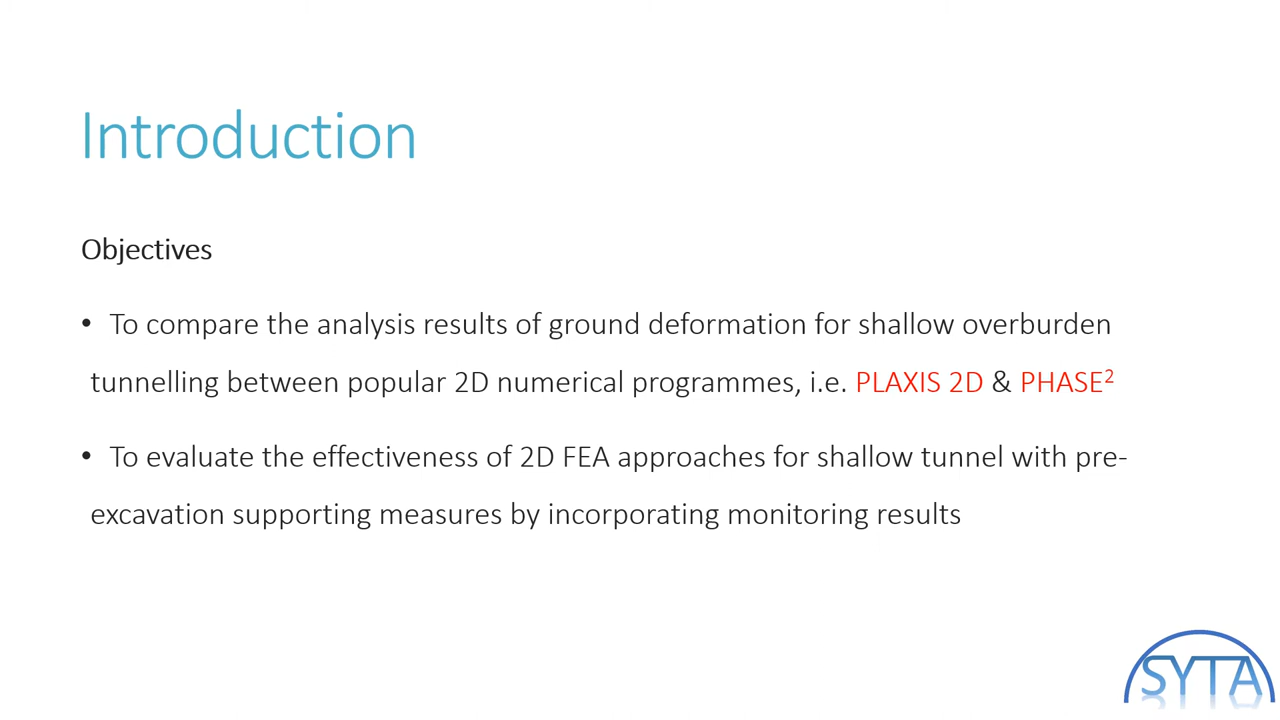 Introduction
Objectives
• To compare the analysis results of ground deformation for shallow overburden
tunnelling between popular 2D numerical programmes, i.e. PLAXIS 2D & PHASE²
• To evaluate the effectiveness of 2D FEA approaches for shallow tunnel with pre-
excavation supporting measures by incorporating monitoring results
SYTA